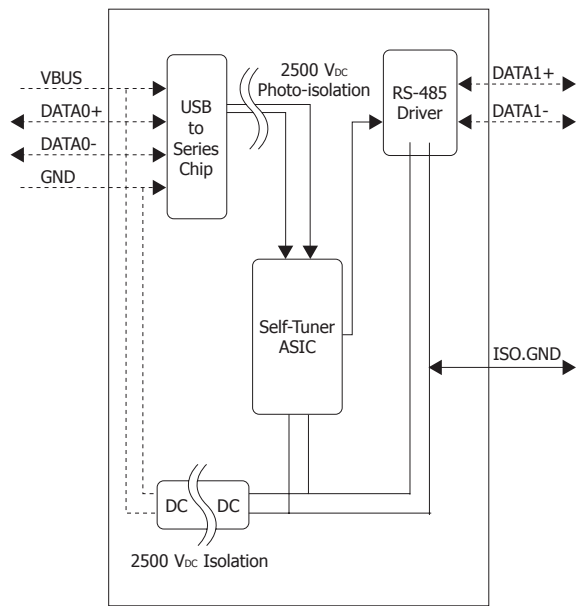 VBUS
DATA0+
DATA0-
GND
USB
to
Series
Chip
2500 VDC
Photo-isolation
RS-485
Driver
DATA1+
DATA1-
Self-Tuner
ASIC
ISO.GND
DC
DC
2500 VDC Isolation